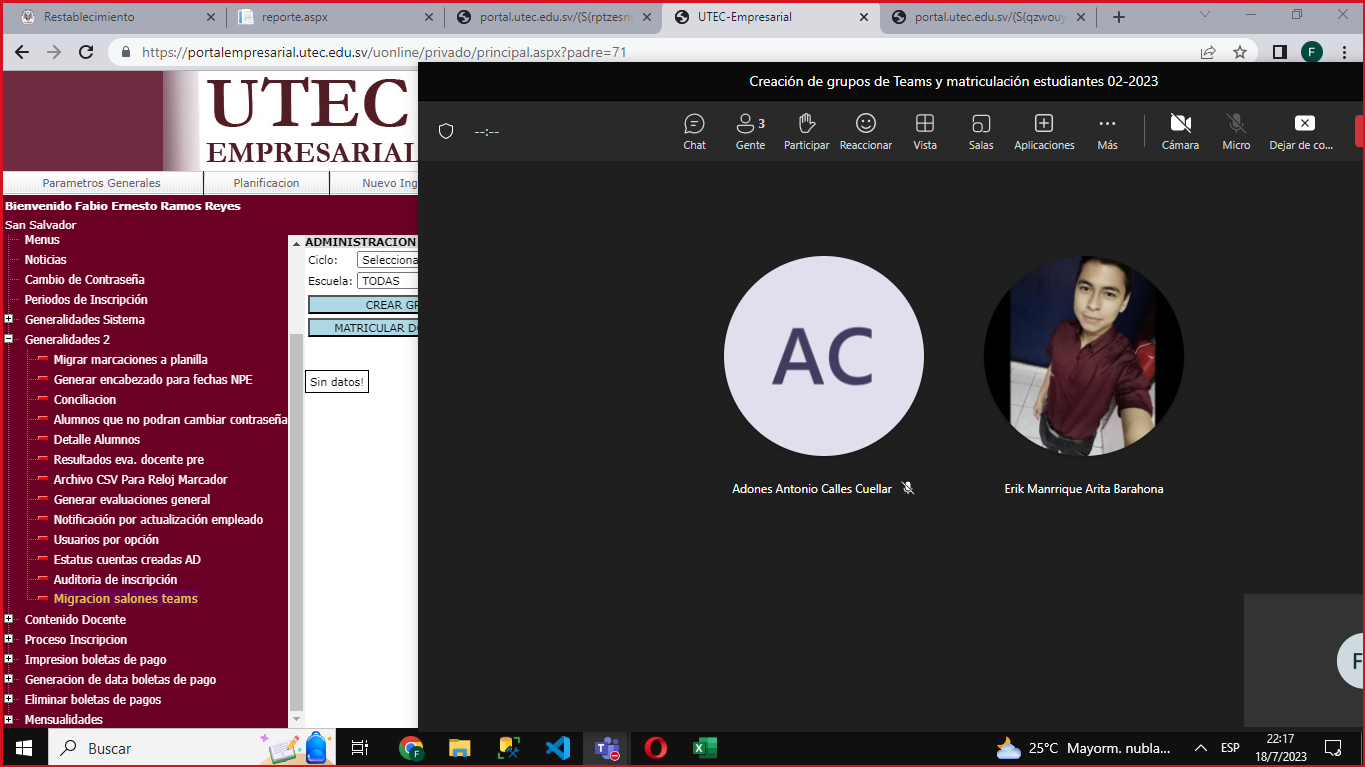 Restablecimiento
reporte.aspx
portal.utec.edu.sv/(S(rptzesns
UTEC-Empresarial
portal.utec.edu.sv/(S(qzwouy
https://portalempresarial.utec.edu.sv/uonline/privado/principal.aspx?padre=71
F
UTEC
EMPRESARIAL
Parametros Generales
Planificacion
Nuevo Ing
Bienvenido Fabio Ernesto Ramos Reyes
San Salvador
Menus
Noticias
Cambio de Contraseña
Periodos de Inscripción
Generalidades Sistema
Generalidades 2
Migrar marcaciones a planilla
Generar encabezado para fechas NPE
Conciliacion
Alumnos que no podran cambiar contraseña
Detalle Alumnos
Resultados eva. docente pre
Archivo CSV Para Reloj Marcador
Generar evaluaciones general
Notificación por actualización empleado
Usuarios por opción
Estatus cuentas creadas AD
Auditoria de inscripción
Migracion salones teams
Contenido Docente
Proceso Inscripcion
Impresion boletas de pago
Generacion de data boletas de pago
Eliminar boletas de pagos
Mensualidades
ADMINISTRACION
Ciclo: Selecciona
Escuela: TODAS
CREAR GR
MATRICULAR D
Sin datos!
Creación de grupos de Teams y matriculación estudiantes 02-2023
--:--
Chat
Gente 3
Participar
Reaccionar
Vista
Salas
Aplicaciones
Más
Cámara
Micro
Dejar de co...
AC
Adones Antonio Calles Cuellar
Erik Manrrique Arita Barahona
F
Buscar
25°C Mayorm. nubla...
ESP
22:17
18/7/2023